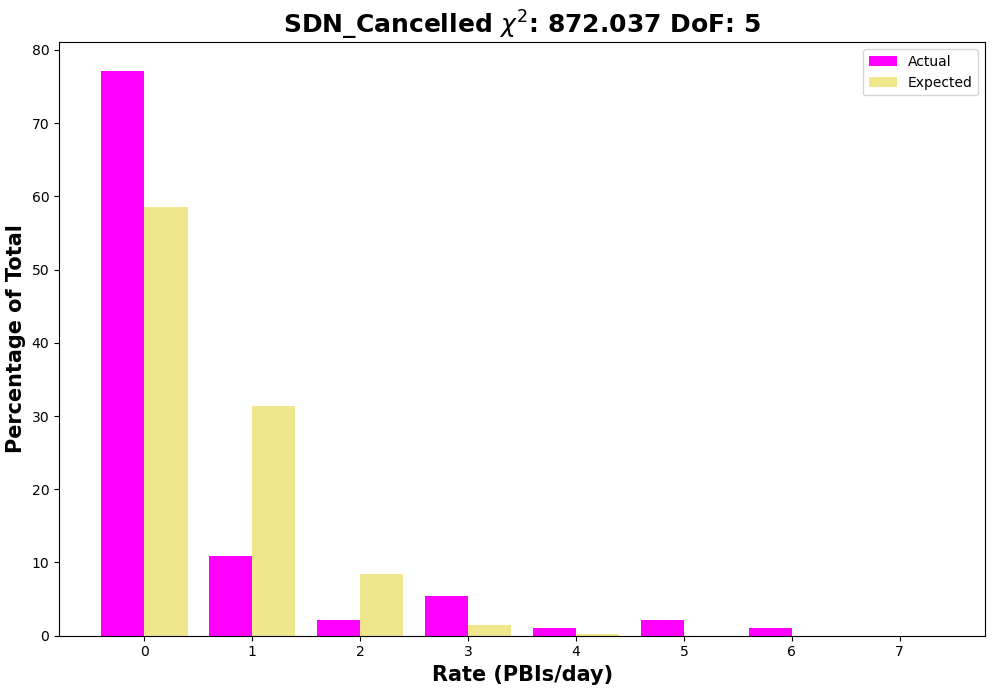 SDN_Cancelled χ²: 872.037 DoF: 5
Actual
Expected
Percentage of Total
80
70
60
50
40
30
20
10
0
0 1 2 3 4 5 6 7
Rate (PBIs/day)